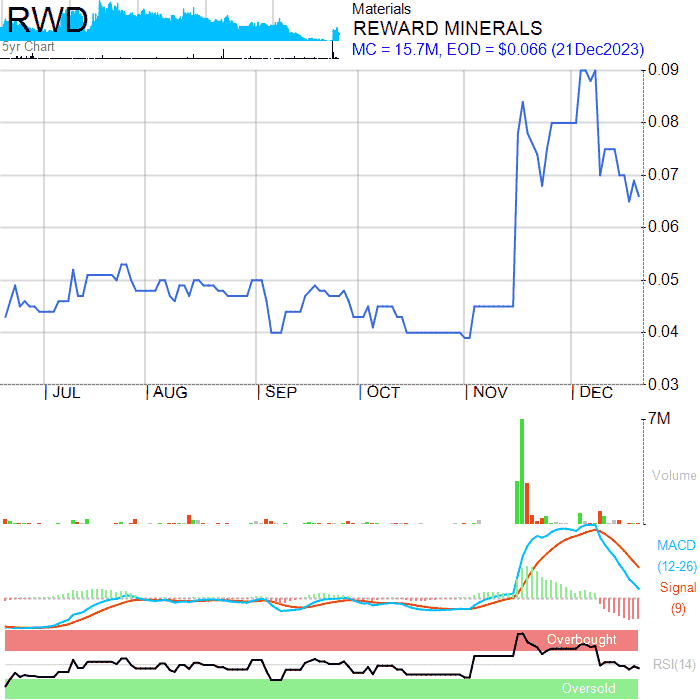 RWD
5yr Chart
Materials
REWARD MINERALS
MC = 15.7M, EOD = $0.066 (21Dec2023)
0.09
0.08
0.07
0.06
0.05
0.04
0.03
JUL AUG SEP OCT NOV DEC
7M
Volume
MACD
(12-26)
Signal
(9)
Overbought
RSI(14)
Oversold